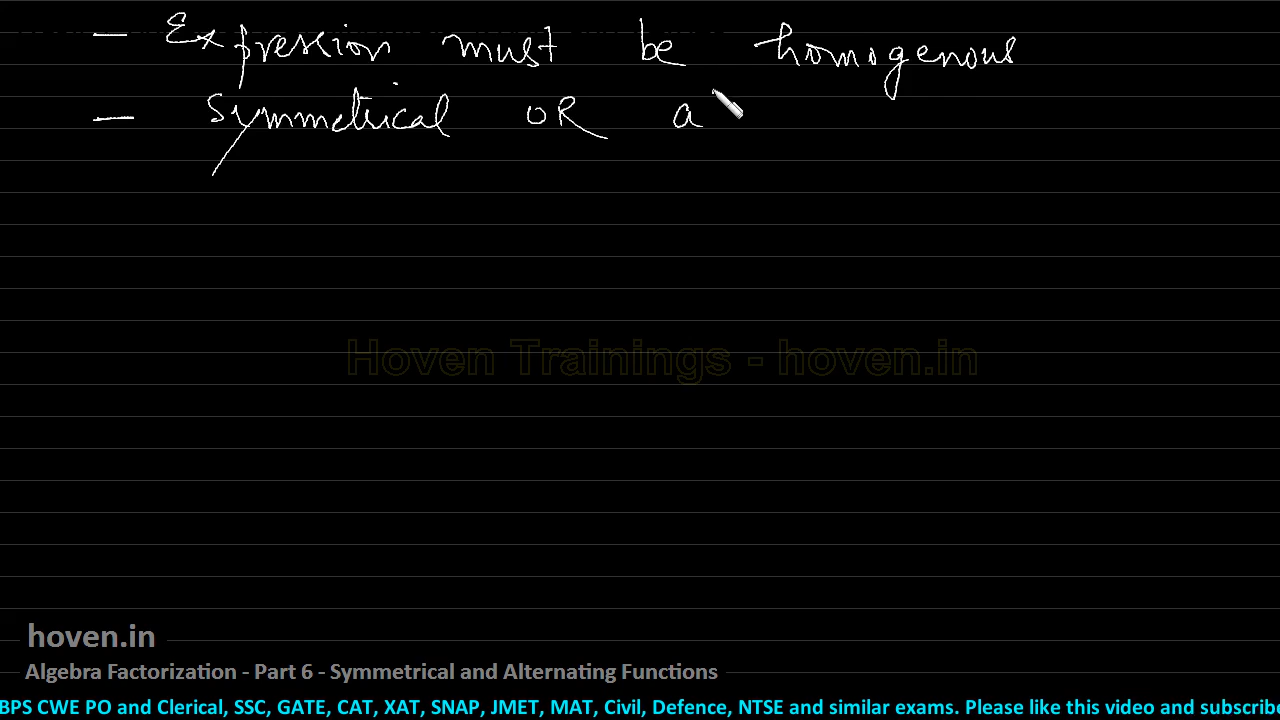 - Expression must be homogenous
- Symmetrical OR a
Hoven Trainings - hoven.in
hoven.in
Algebra Factorization - Part 6 - Symmetrical and Alternating Functions
BPS CWE PO and Clerical, SSC, GATE, CAT, XAT, SNAP, JMET, MAT, Civil, Defence, NTSE and similar exams. Please like this video and subscribe